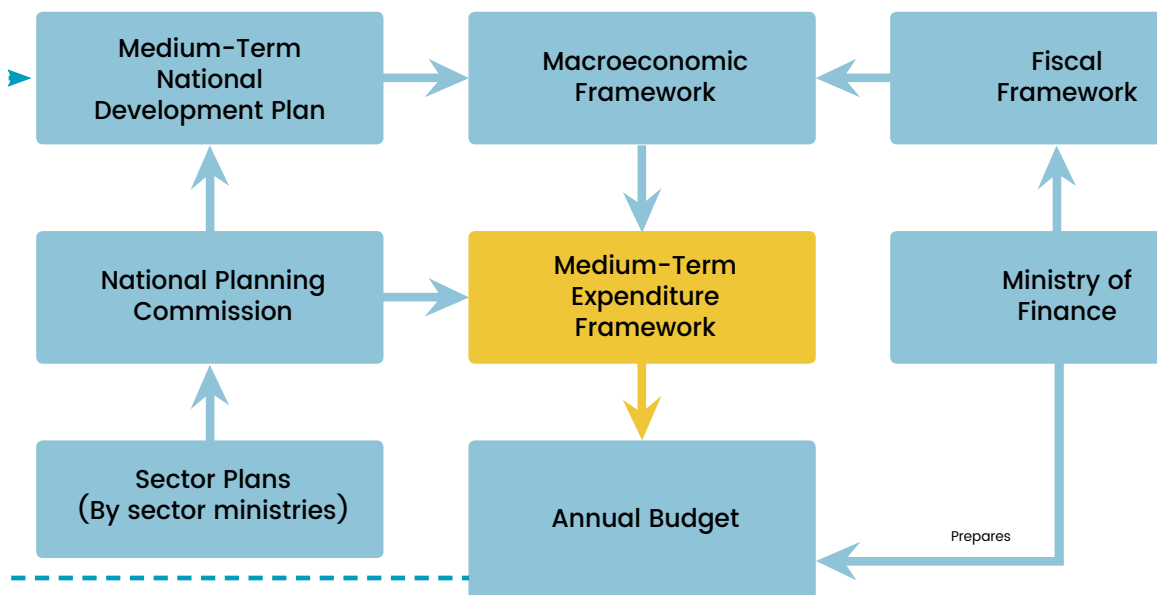 Medium-Term
National
Development Plan
Macroeconomic
Framework
Fiscal
Framework
National Planning
Commission
Medium-Term
Expenditure
Framework
Ministry of
Finance
Sector Plans
(By sector ministries)
Annual Budget
Prepares